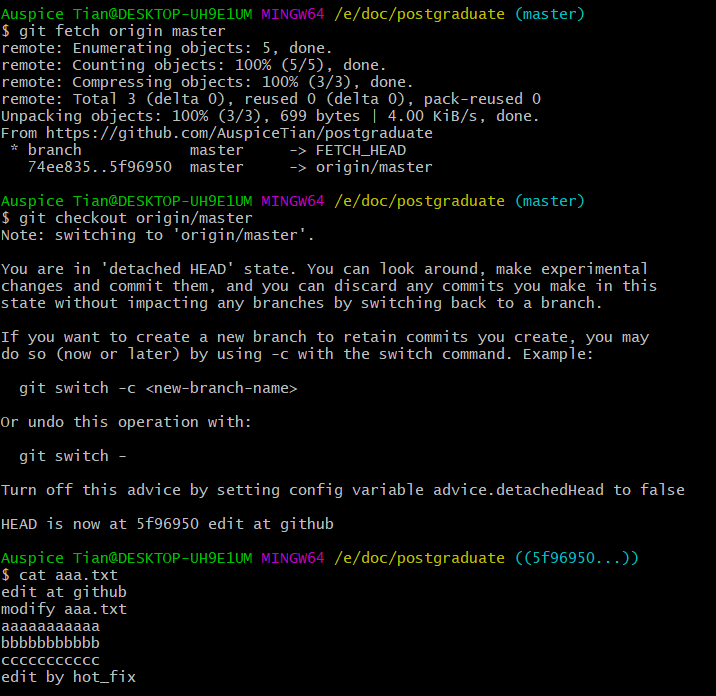 Auspice Tian@DESKTOP-UH9E1UM MINGW64 /e/doc/postgraduate (master)
$ git fetch origin master
remote: Enumerating objects: 5, done.
remote: Counting objects: 100% (5/5), done.
remote: Compressing objects: 100% (3/3), done.
remote: Total 3 (delta 0), reused 0 (delta 0), pack-reused 0
Unpacking objects: 100% (3/3), 699 bytes | 4.00 KiB/s, done.
From https://github.com/AuspiceTian/postgraduate
 * branch            master     -> FETCH_HEAD
   74ee835..5f96950  master     -> origin/master
Auspice Tian@DESKTOP-UH9E1UM MINGW64 /e/doc/postgraduate (master)
$ git checkout origin/master
Note: switching to 'origin/master'.
You are in 'detached HEAD' state. You can look around, make experimental
changes and commit them, and you can discard any commits you make in this
state without impacting any branches by switching back to a branch.
If you want to create a new branch to retain commits you create, you may
do so (now or later) by using -c with the switch command. Example:
  git switch -c <new-branch-name>
Or undo this operation with:
  git switch -
Turn off this advice by setting config variable advice.detachedHead to false
HEAD is now at 5f96950 edit at github
Auspice Tian@DESKTOP-UH9E1UM MINGW64 /e/doc/postgraduate ((5f96950...))
$ cat aaa.txt
edit at github
modify aaa.txt
aaaaaaaaaaa
bbbbbbbbbbb
ccccccccccc
edit by hot_fix